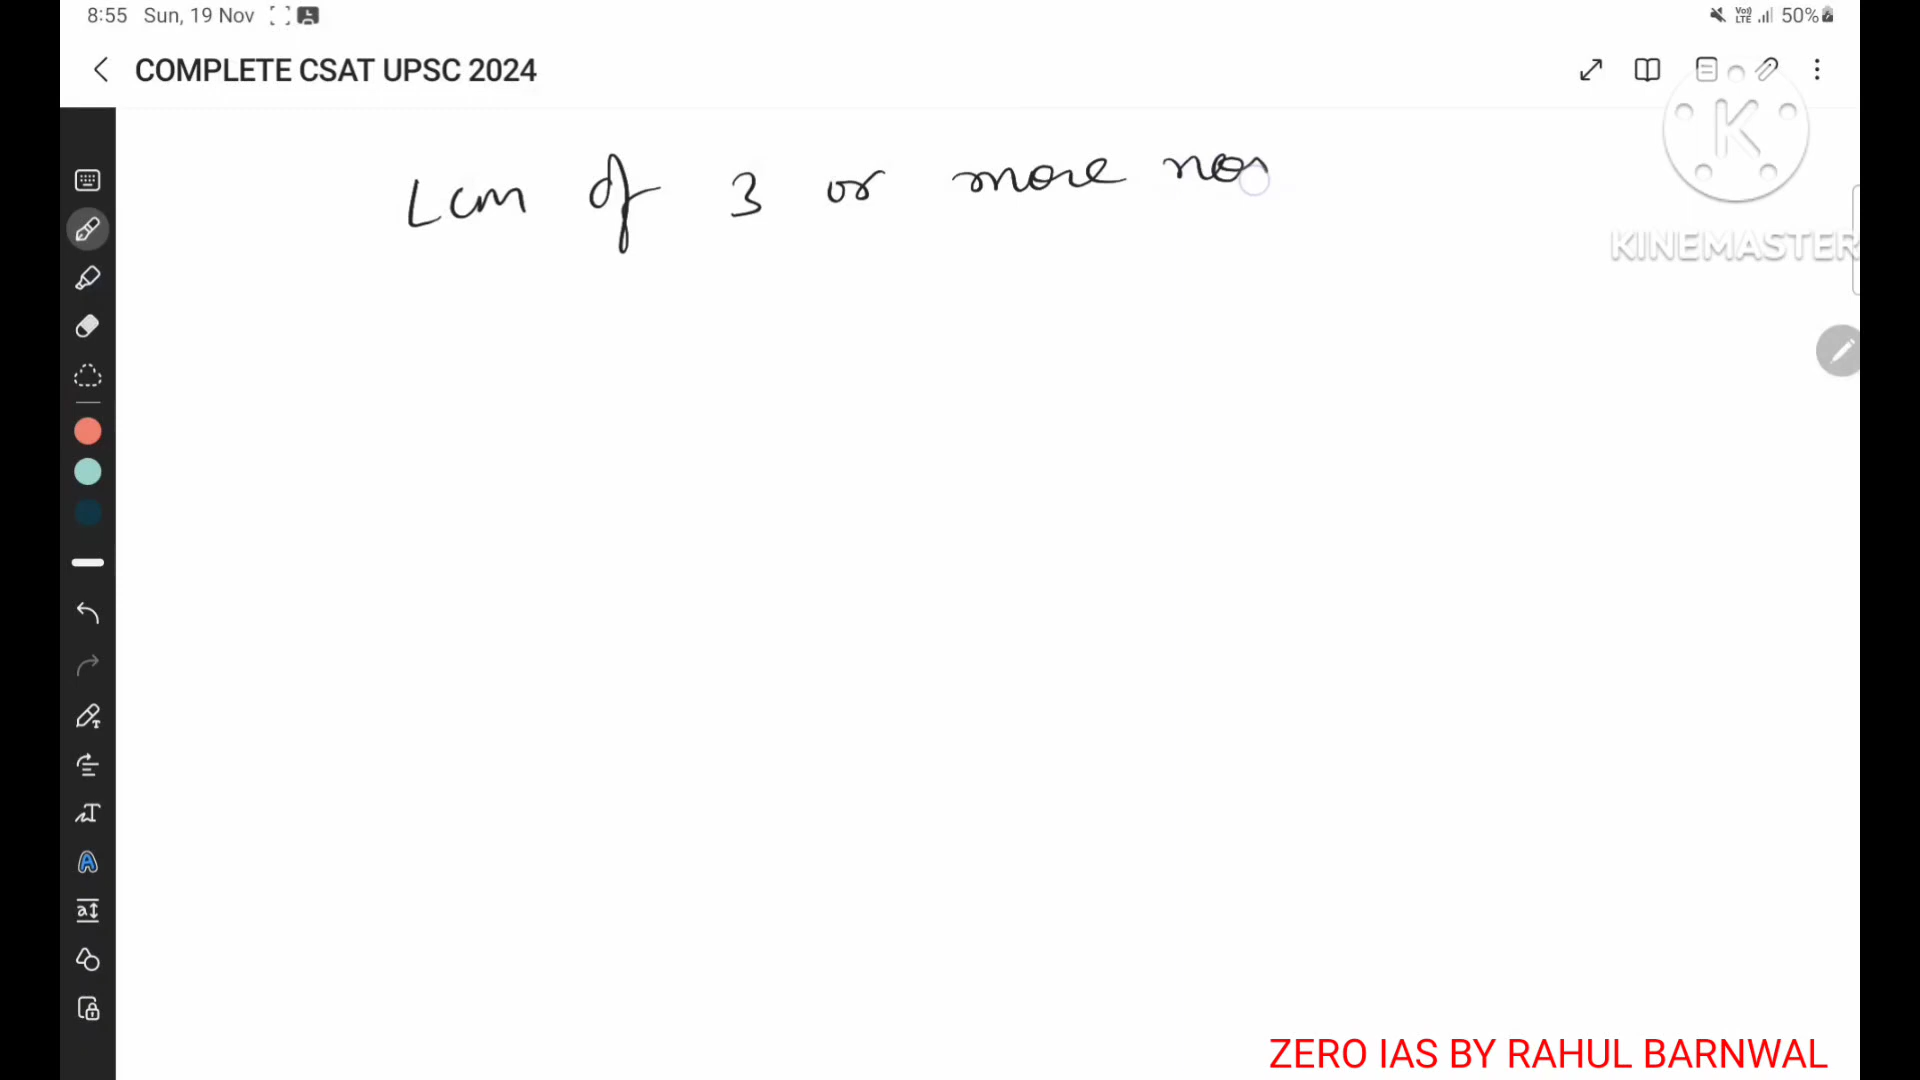 8:55 Sun, 19 Nov 50%
COMPLETE CSAT UPSC 2024
Lcm of 3 or more nos
K
KINEMASTER
ZERO IAS BY RAHUL BARNWAL